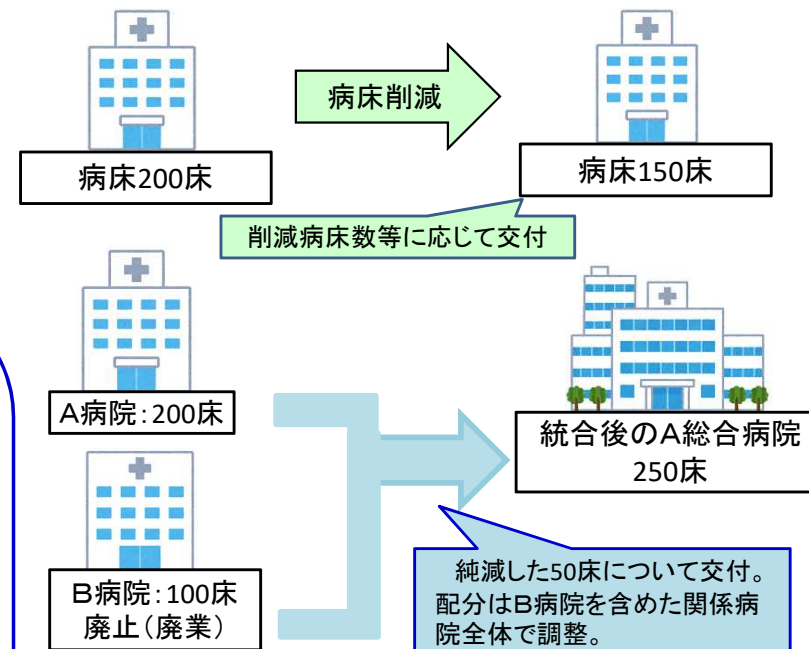 病床削減
病床200床
病床150床
削減病床数等に応じて交付
A病院:200床
統合後のA総合病院
250床
B病院:100床
廃止(廃業)
純減した50床について交付。
配分はB病院を含めた関係病
院全体で調整。